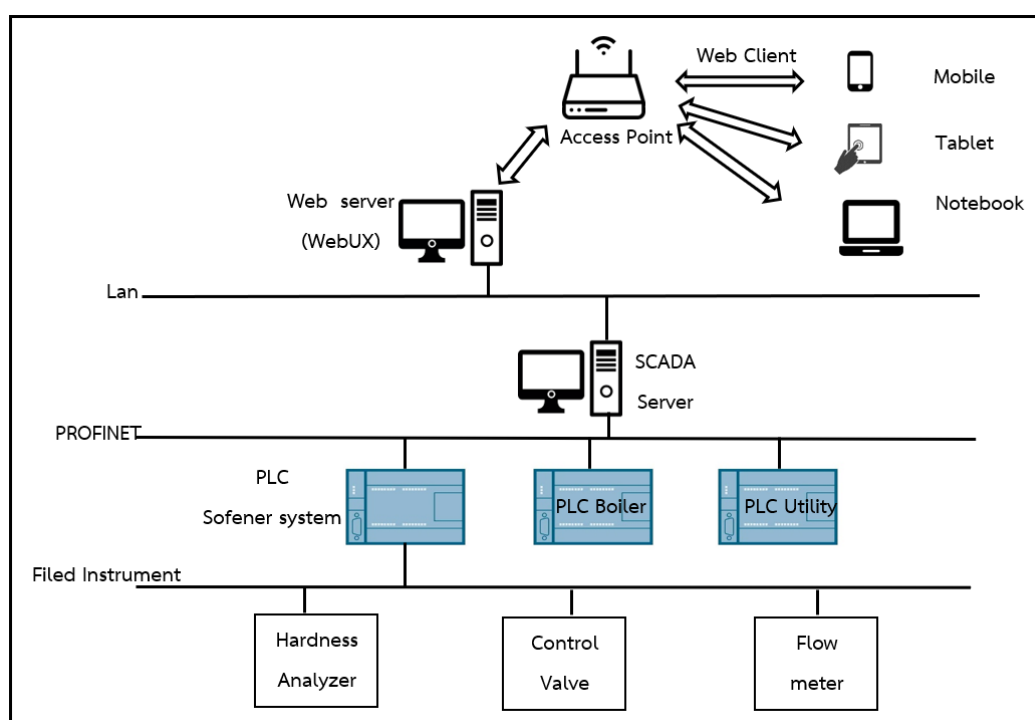 Web Client
Mobile
Access Point
Tablet
Web server
(WebUX)
Notebook
Lan
SCADA
Server
PROFINET
PLC
Sofener system
PLC Boiler
PLC Utility
Filed Instrument
Hardness
Analyzer
Control
Valve
Flow
meter